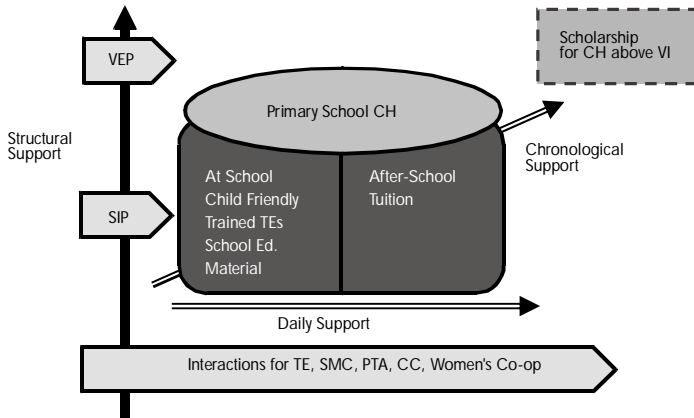 VEP
Scholarship
for CH above VI
Primary School CH
Structural
Support
Chronological
Support
At School
Child Friendly
Trained TEs
School Ed.
Material
After-School
Tuition
SIP
Daily Support
Interactions for TE, SMC, PTA, CC, Women's Co-op